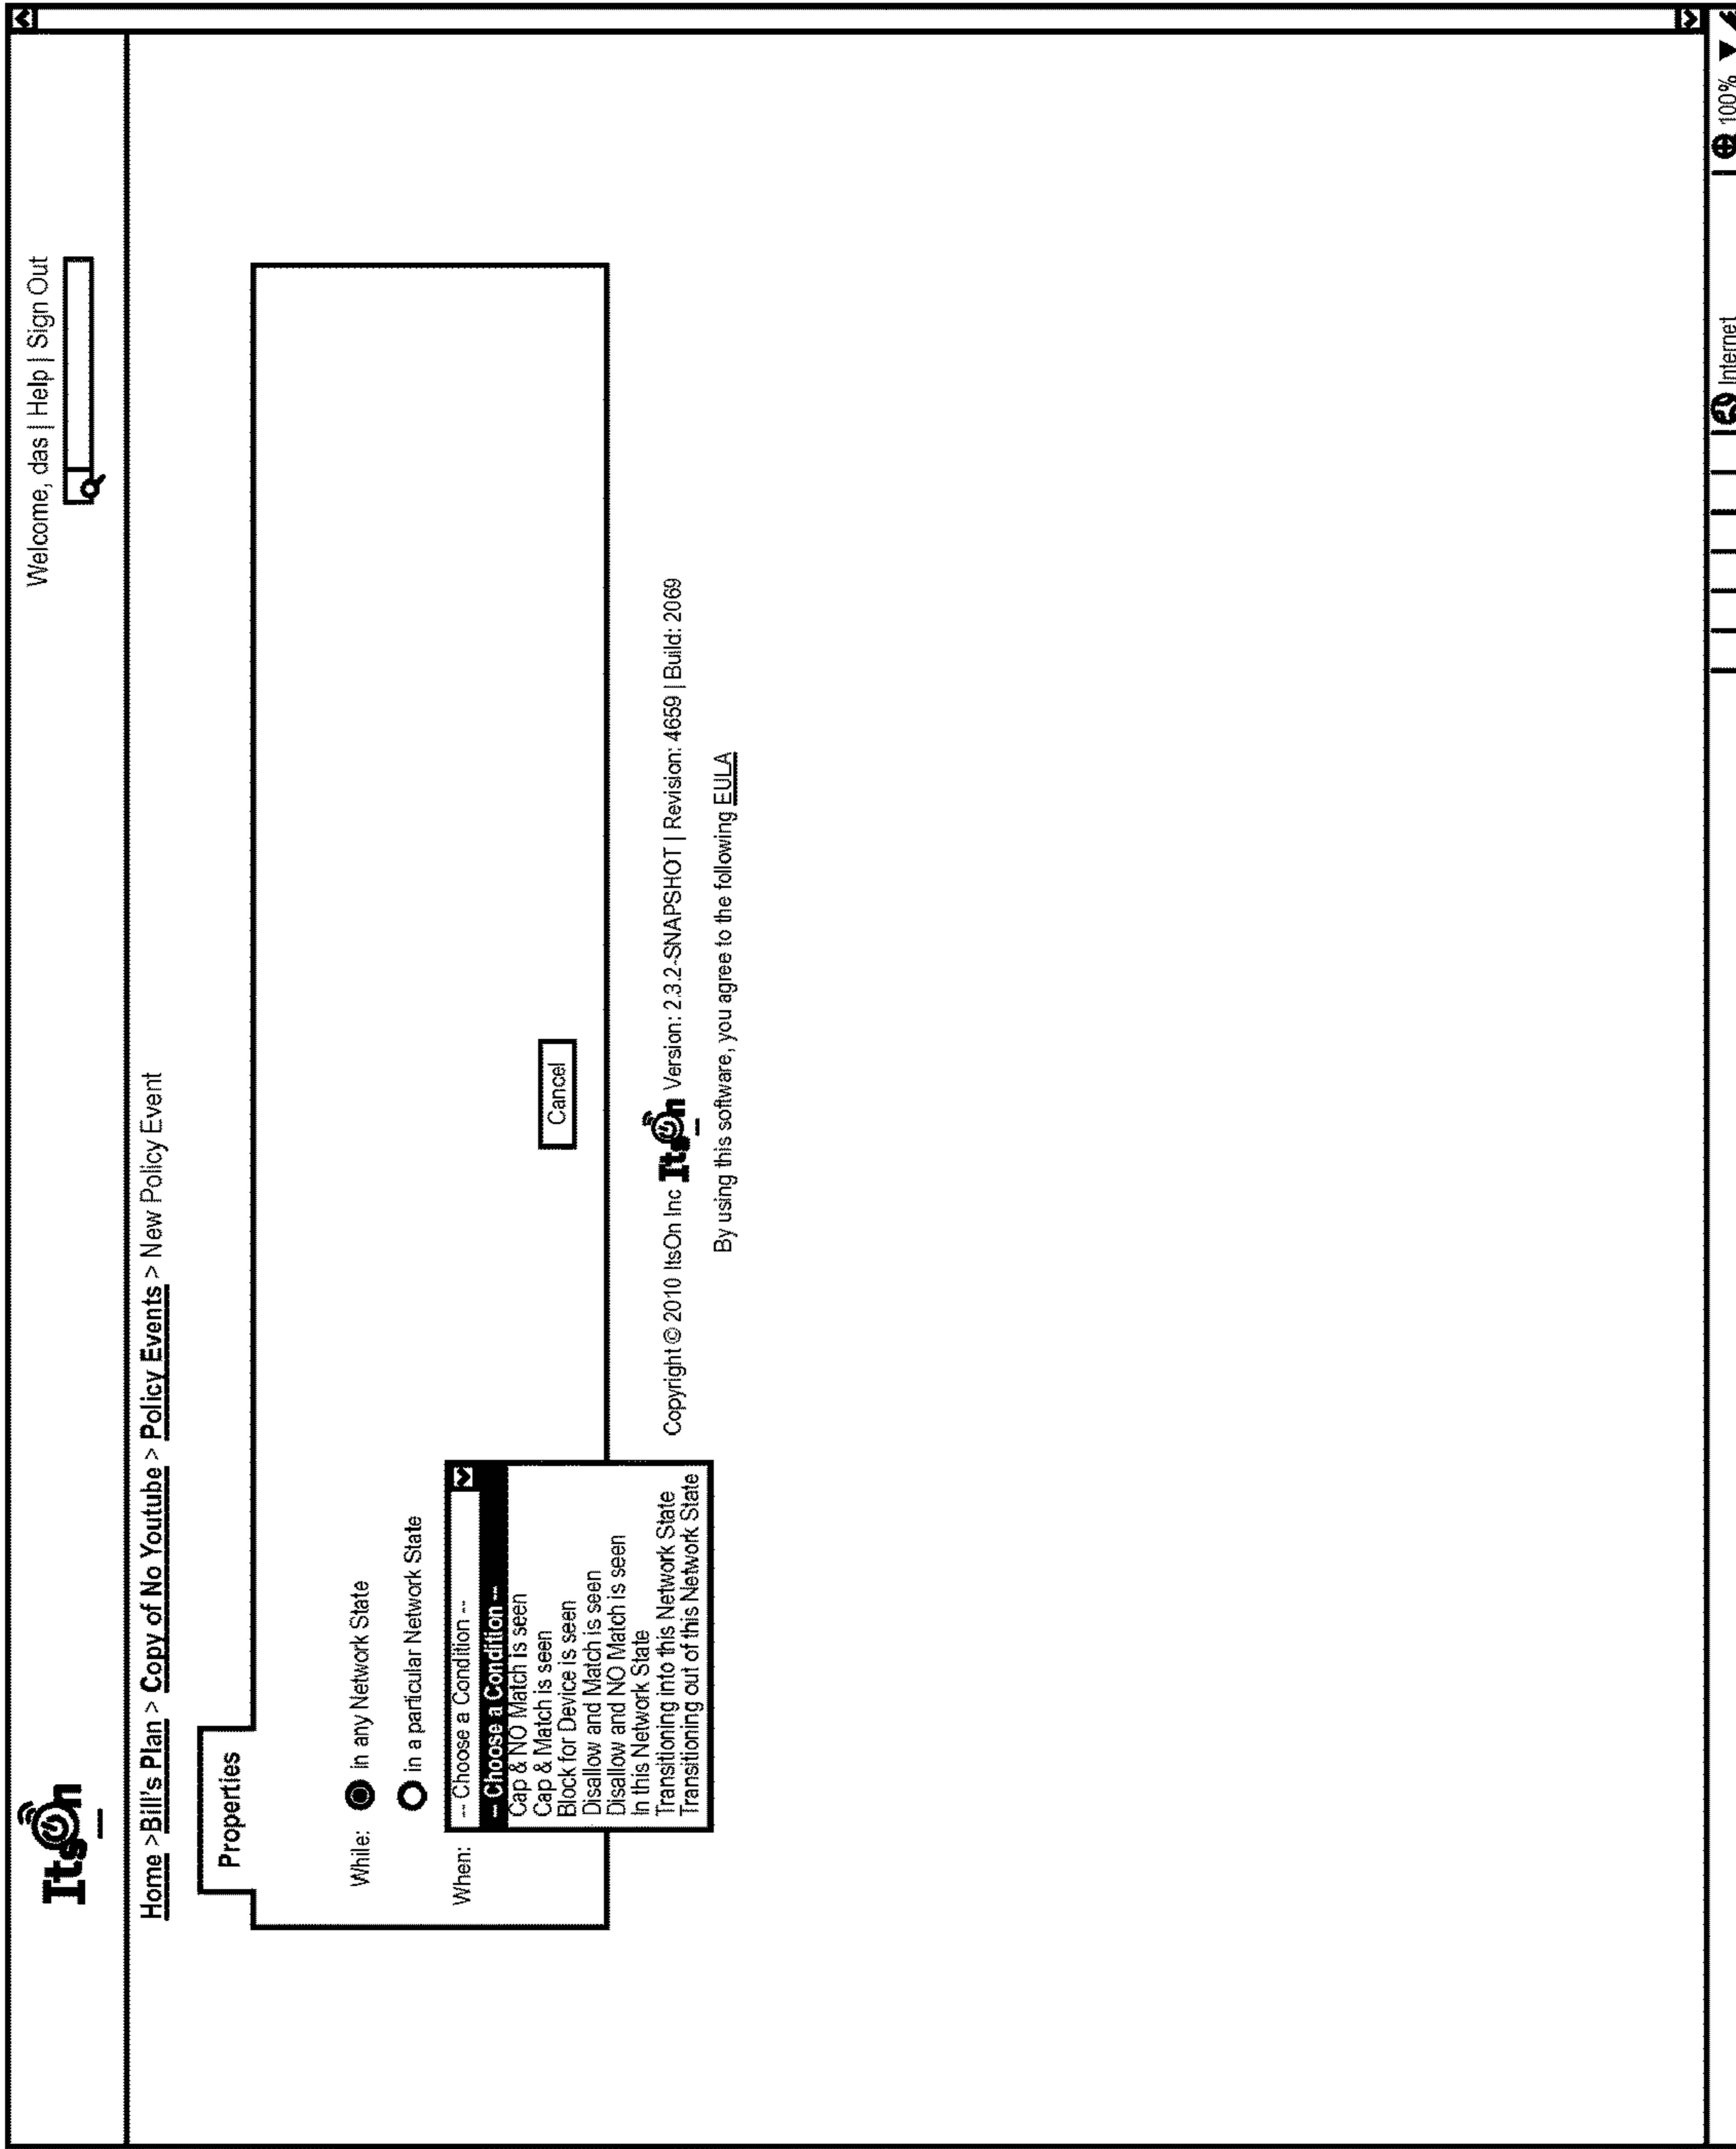 ItsOn
Welcome, das | Help | Sign Out
Home >Bill's Plan > Copy of No Youtube > Policy Events > New Policy Event
Properties
While: in any Network State
in a particular Network State
When: -- Choose a Condition --
-- Choose a Condition --
Cap & NO Match is seen
Cap & Match is seen
Block for Device is seen
Disallow and Match is seen
Disallow and NO Match is seen
In this Network State
Transitioning into this Network State
Transitioning out of this Network State
Cancel
Copyright © 2010 ItsOn Inc ItsOn Version: 2.3.2-SNAPSHOT | Revision: 4659 | Build: 2069
By using this software, you agree to the following EULA
Internet 100%